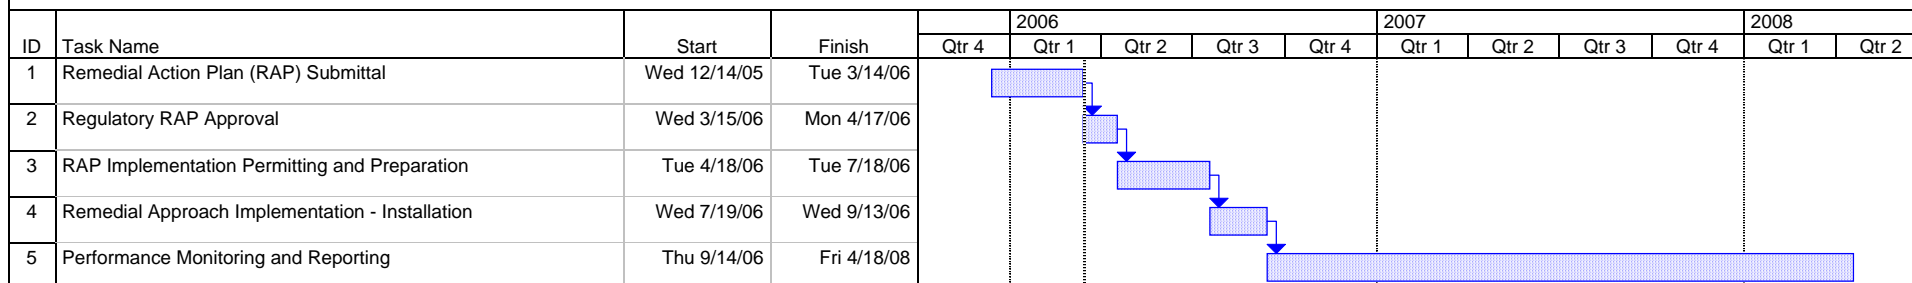 2006 2007 2008
ID Task Name Start Finish Qtr 4 Qtr 1 Qtr 2 Qtr 3 Qtr 4 Qtr 1 Qtr 2 Qtr 3 Qtr 4 Qtr 1 Qtr 2
1 Remedial Action Plan (RAP) Submittal Wed 12/14/05 Tue 3/14/06
2 Regulatory RAP Approval Wed 3/15/06 Mon 4/17/06
3 RAP Implementation Permitting and Preparation Tue 4/18/06 Tue 7/18/06
4 Remedial Approach Implementation - Installation Wed 7/19/06 Wed 9/13/06
5 Performance Monitoring and Reporting Thu 9/14/06 Fri 4/18/08